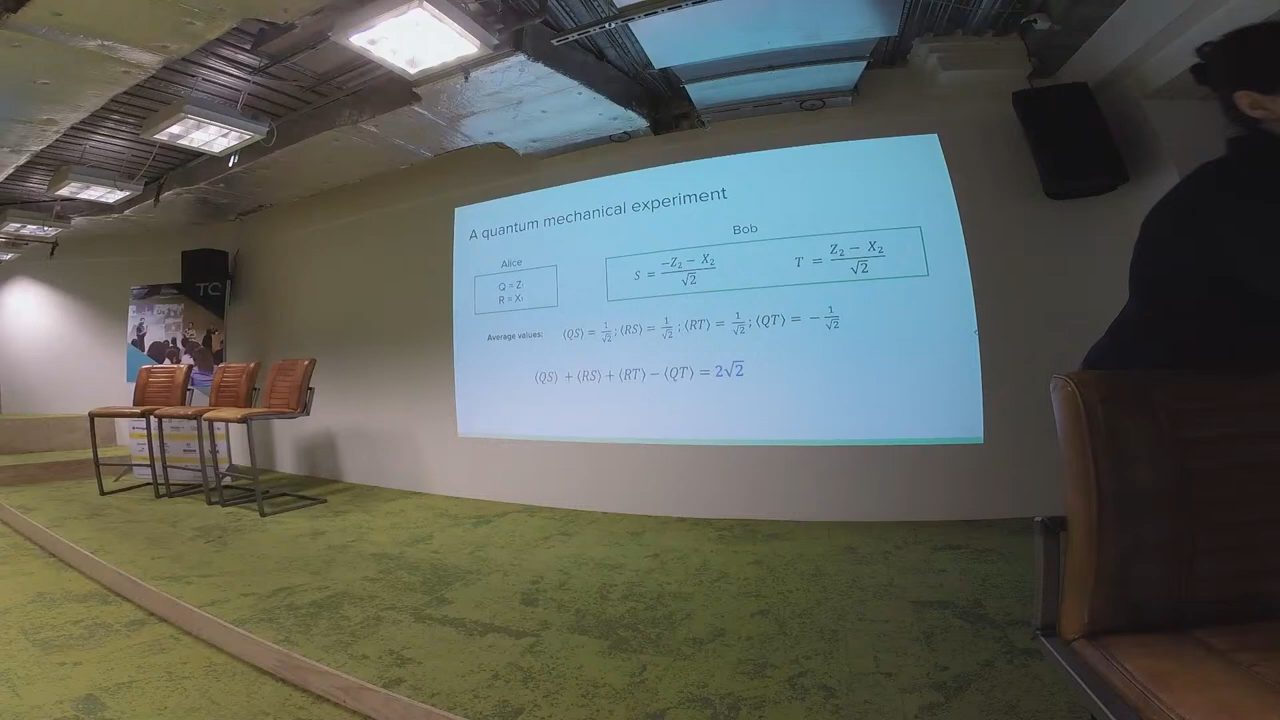 TC
A quantum mechanical experiment
Alice
Bob
Q = Z₁
R = X₁
S = (-Z₂ − X₂)/√2
T = (Z₂ − X₂)/√2
Average values: ⟨QS⟩ = 1/√2; ⟨RS⟩ = 1/√2; ⟨RT⟩ = 1/√2; ⟨QT⟩ = − 1/√2
⟨QS⟩ + ⟨RS⟩ + ⟨RT⟩ − ⟨QT⟩ = 2√2